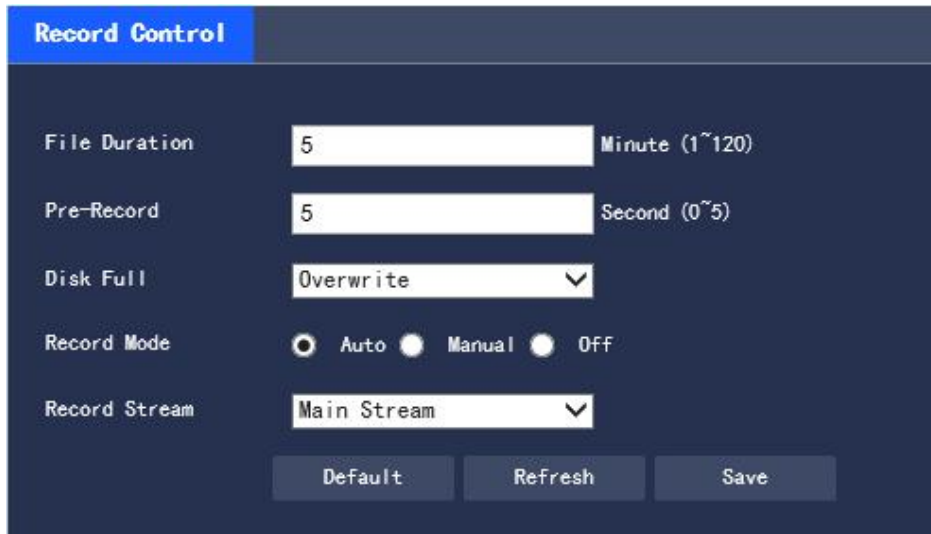 Record Control
File Duration 5 Minute (1~120)
Pre-Record 5 Second (0~5)
Disk Full Overwrite
Record Mode Auto Manual Off
Record Stream Main Stream
Default Refresh Save